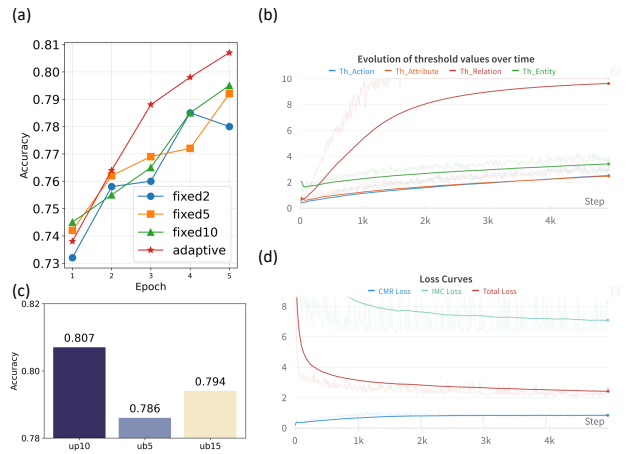 (a)
0.81
0.80
0.79
0.78
0.77
0.76
0.75
0.74
0.73
Accuracy
1
2
3
4
5
Epoch
fixed2
fixed5
fixed10
adaptive
(b)
Evolution of threshold values over time
Th_Action Th_Attribute Th_Relation Th_Entity
10
8
6
4
2
0
0
1k
2k
3k
4k
Step
(c)
0.82
0.80
0.78
Accuracy
0.807
0.786
0.794
up10
ub5
ub15
(d)
Loss Curves
CMR Loss IMC Loss Total Loss
8
6
4
2
0
0
1k
2k
3k
4k
Step